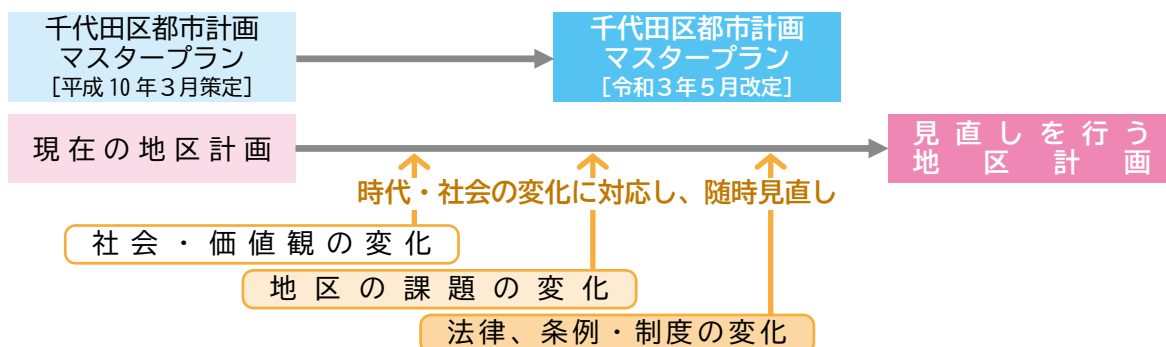 千代田区都市計画
マスタープラン
［平成10年３月策定］
千代田区都市計画
マスタープラン
［令和３年５月改定］
現在の地区計画
見直しを行う
地区計画
時代・社会の変化に対応し、随時見直し
社会・価値観の変化
地区の課題の変化
法律、条例・制度の変化